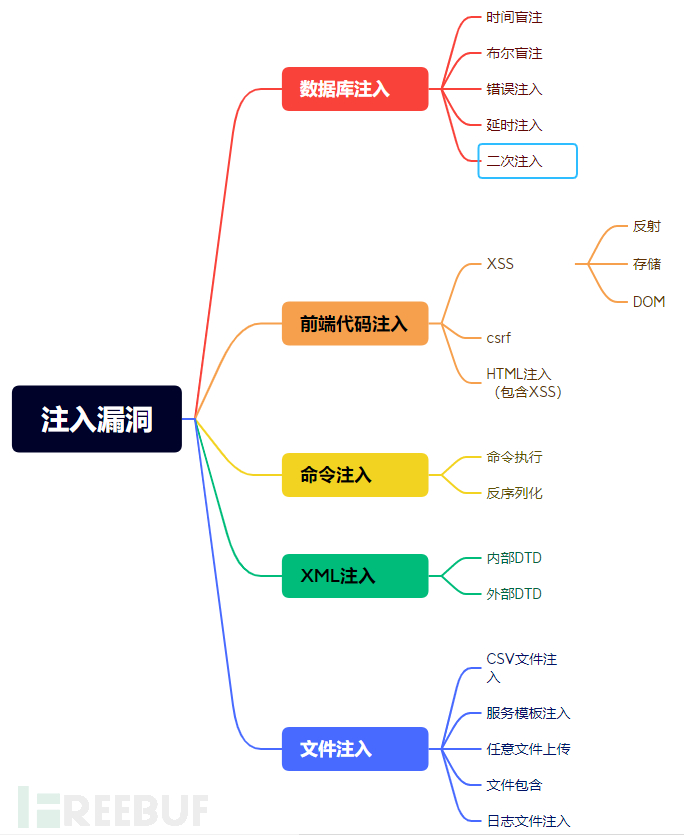 注入漏洞
数据库注入
时间盲注
布尔盲注
错误注入
延时注入
二次注入
前端代码注入
XSS
反射
存储
DOM
csrf
HTML注入
（包含XSS）
命令注入
命令执行
反序列化
XML注入
内部DTD
外部DTD
文件注入
CSV文件注
入
服务模板注入
任意文件上传
文件包含
日志文件注入
FREEBUF